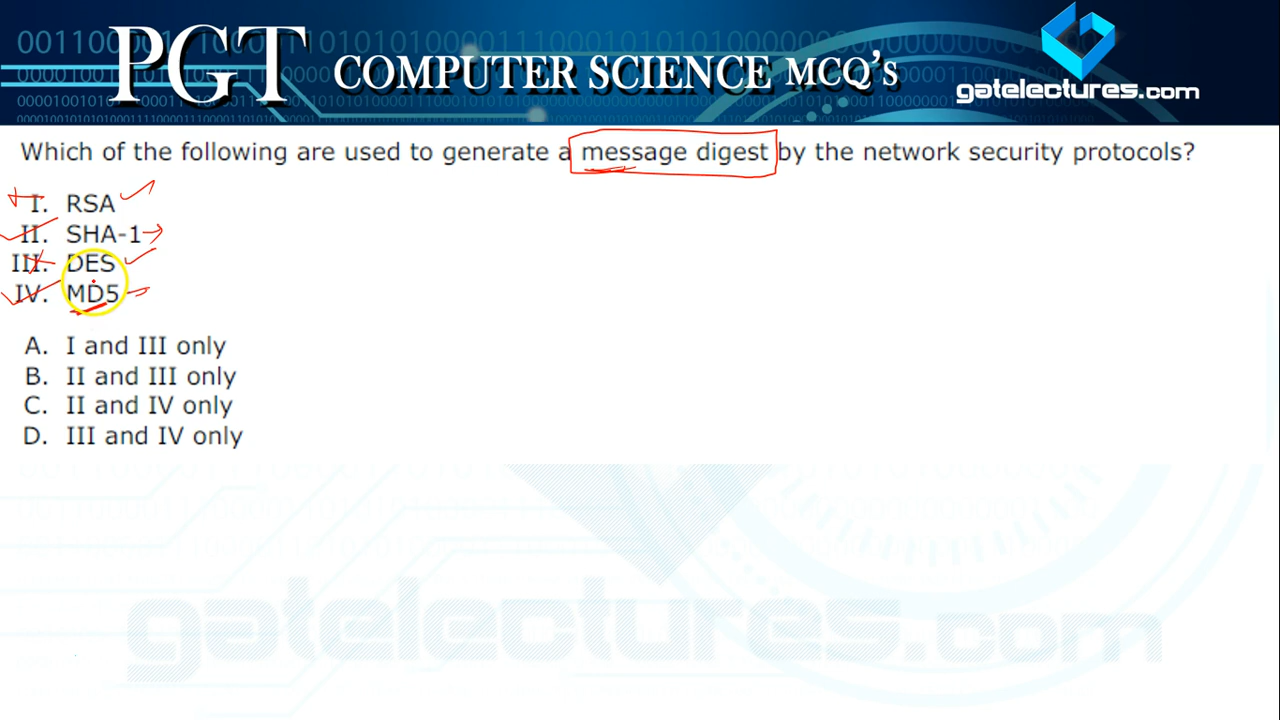 PGT COMPUTER SCIENCE MCQ'S
gatelectures.com
Which of the following are used to generate a message digest by the network security protocols?
I. RSA
II. SHA-1
III. DES
IV. MD5
A. I and III only
B. II and III only
C. II and IV only
D. III and IV only
gatelectures.com